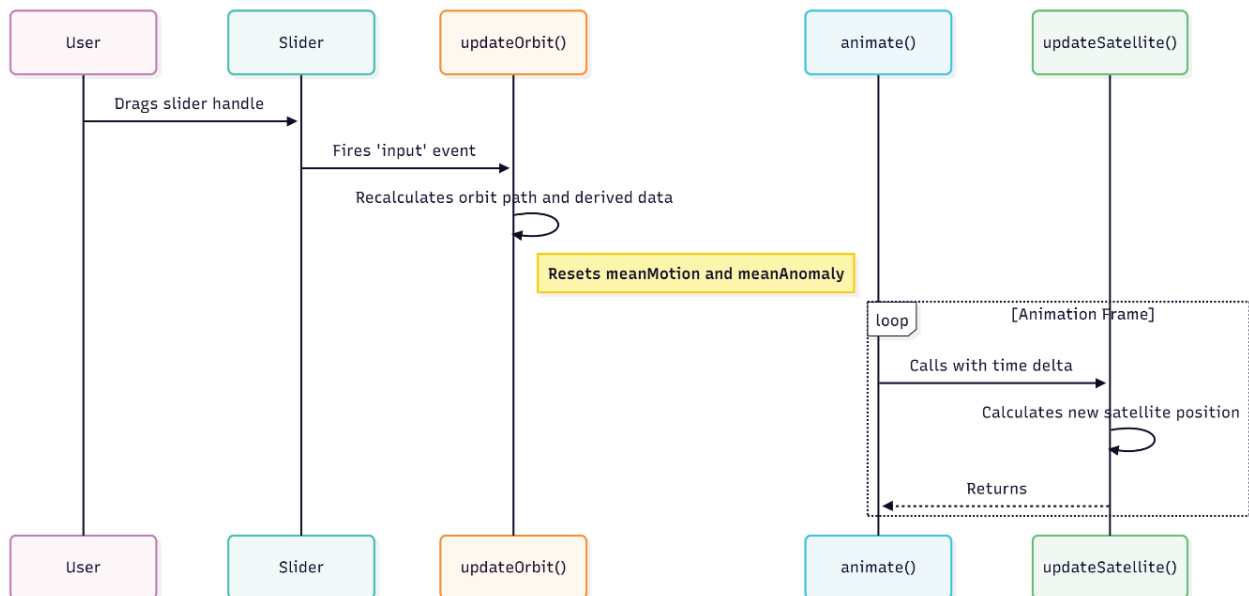 User
Slider
updateOrbit()
animate()
updateSatellite()
Drags slider handle
Fires 'input' event
Recalculates orbit path and derived data
Resets meanMotion and meanAnomaly
loop
[Animation Frame]
Calls with time delta
Calculates new satellite position
Returns
User
Slider
updateOrbit()
animate()
updateSatellite()